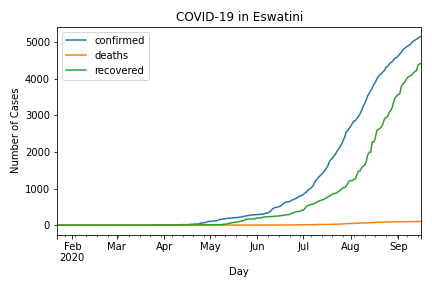 COVID-19 in Eswatini
confirmed
deaths
recovered
5000
4000
3000
2000
1000
0
Number of Cases
Feb Mar Apr May Jun Jul Aug Sep
2020
Day